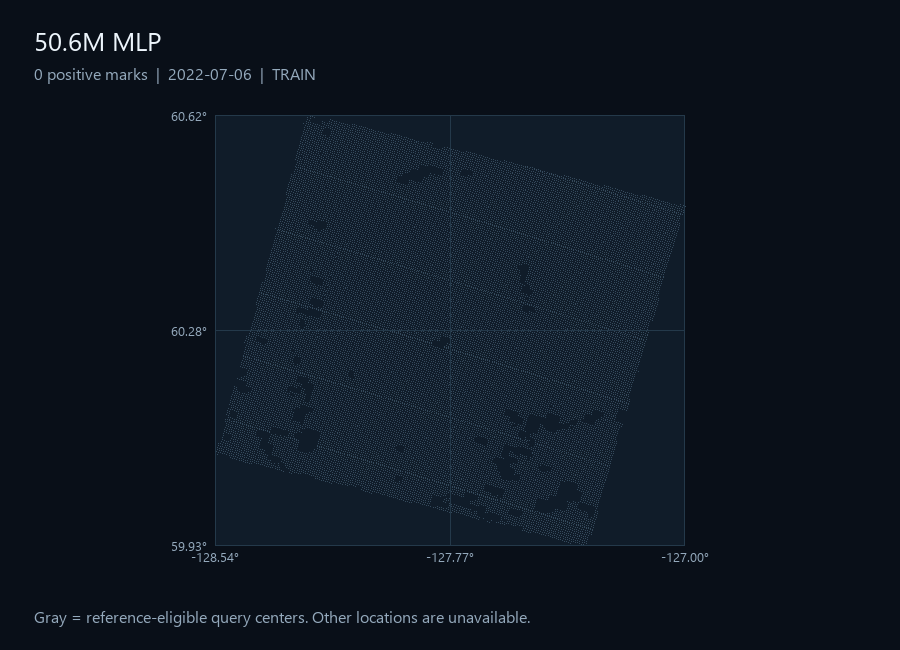 50.6M MLP
0 positive marks | 2022-07-06 | TRAIN
60.62°
60.28°
59.93°
-128.54°
-127.77°
-127.00°
Gray = reference-eligible query centers. Other locations are unavailable.